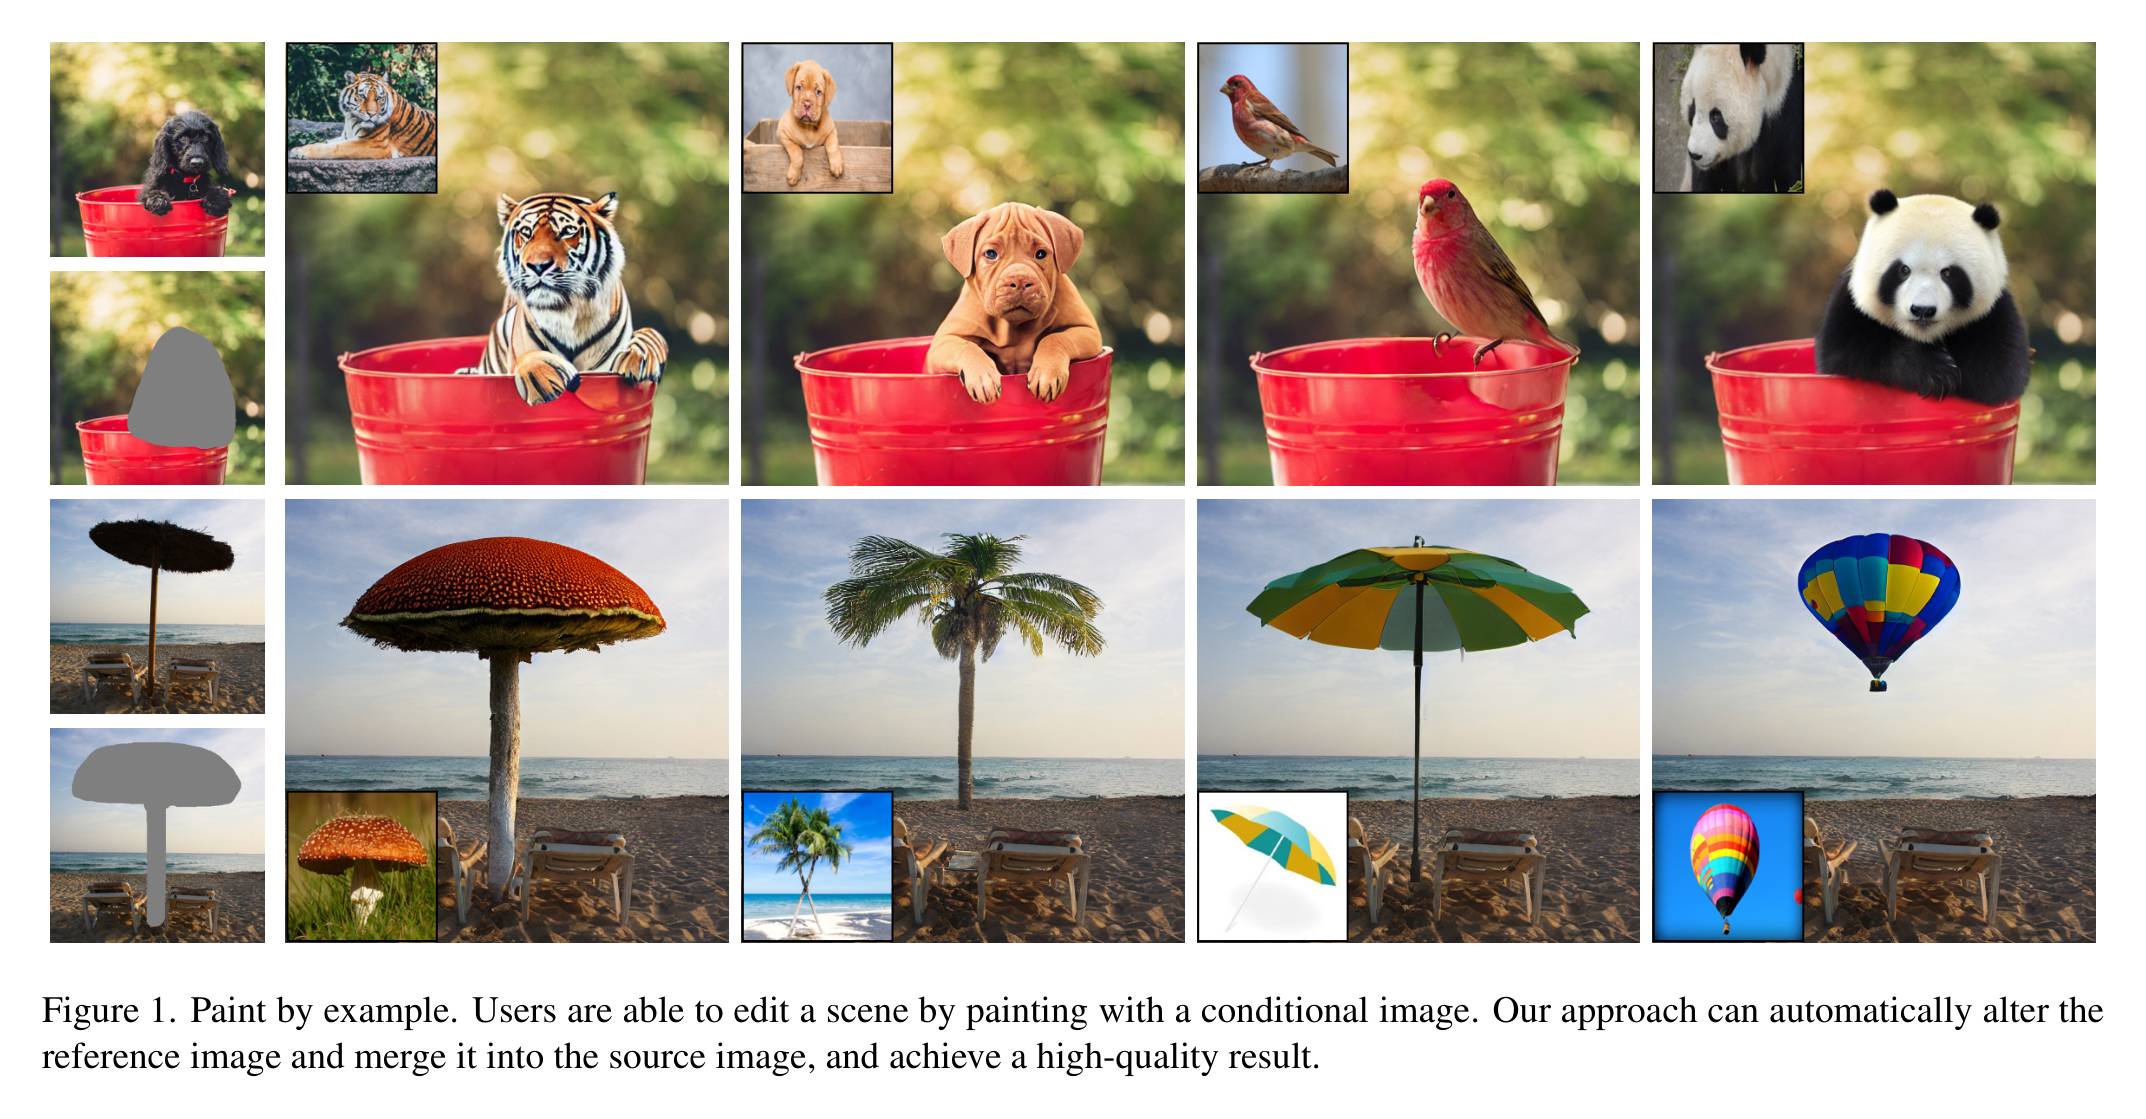 Figure 1. Paint by example. Users are able to edit a scene by painting with a conditional image. Our approach can automatically alter the
reference image and merge it into the source image, and achieve a high-quality result.